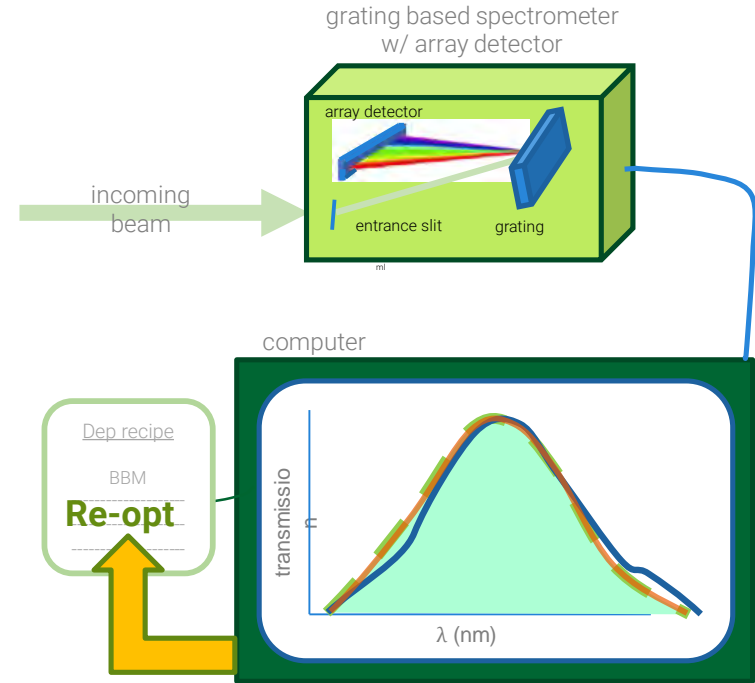 grating based spectrometer
w/ array detector
array detector
incoming
beam
entrance slit
grating
ml
computer
Dep recipe
BBM
Re-opt
transmissio
n
λ (nm)